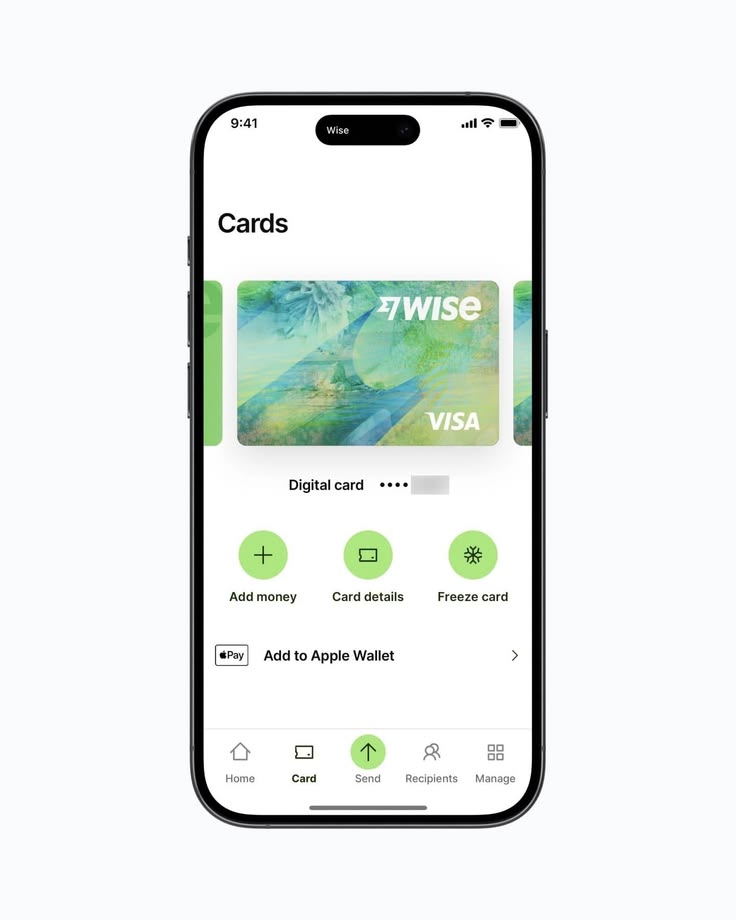 9:41
Wise
Cards
WISE
VISA
Digital card ••••
Add money
Card details
Freeze card
Pay
Add to Apple Wallet
Home
Card
Send
Recipients
Manage